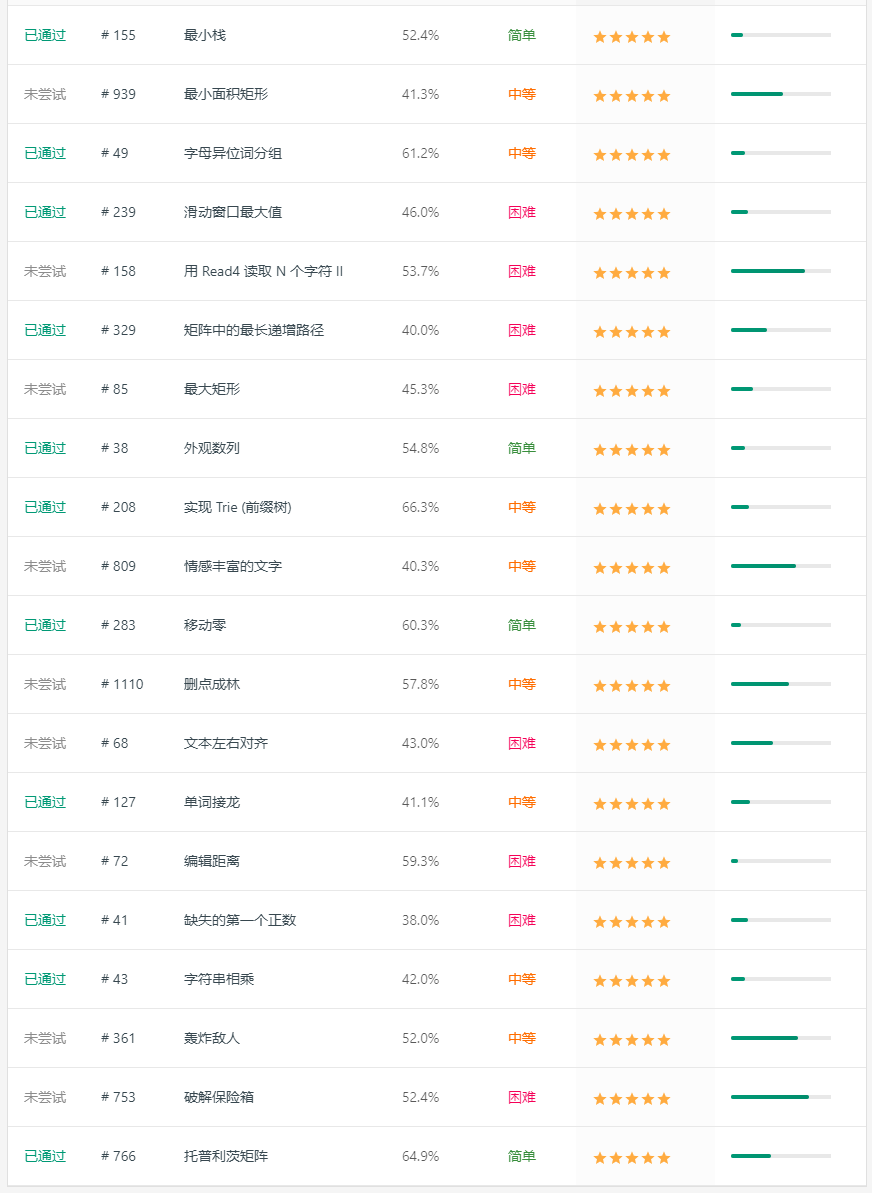 已通过 # 155 最小栈 52.4% 简单
未尝试 # 939 最小面积矩形 41.3% 中等
已通过 # 49 字母异位词分组 61.2% 中等
已通过 # 239 滑动窗口最大值 46.0% 困难
未尝试 # 158 用 Read4 读取 N 个字符 II 53.7% 困难
已通过 # 329 矩阵中的最长递增路径 40.0% 困难
未尝试 # 85 最大矩形 45.3% 困难
已通过 # 38 外观数列 54.8% 简单
已通过 # 208 实现 Trie (前缀树) 66.3% 中等
未尝试 # 809 情感丰富的文字 40.3% 中等
已通过 # 283 移动零 60.3% 简单
未尝试 # 1110 删点成林 57.8% 中等
未尝试 # 68 文本左右对齐 43.0% 困难
已通过 # 127 单词接龙 41.1% 中等
未尝试 # 72 编辑距离 59.3% 困难
已通过 # 41 缺失的第一个正数 38.0% 困难
已通过 # 43 字符串相乘 42.0% 中等
未尝试 # 361 轰炸敌人 52.0% 中等
未尝试 # 753 破解保险箱 52.4% 困难
已通过 # 766 托普利茨矩阵 64.9% 简单